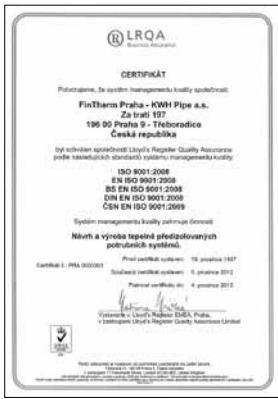 LRQA
Business Assurance
CERTIFIKÁT
Potvrzujeme, že systém managementu kvality společnosti:
FinTherm Praha - KWH Pipe a.s.
Za tratí 197
196 00 Praha 9 - Třeboradice
Česká republika
byl schválen společností Lloyd's Register Quality Assurance
podle následujících standardů systému managementu kvality:
ISO 9001:2008
EN ISO 9001:2008
BS EN ISO 9001:2008
DIN EN ISO 9001:2008
ČSN EN ISO 9001:2009
Systém managementu kvality zahrnuje činnosti:
Návrh a výroba tepelně předizolovaných
potrubních systémů.
Certifikát č.: PRA
První certifikát vystaven: prosince 1997
Současný certifikát vystaven: 5. prosince 2012
Platnost certifikátu do: 4. prosince 2015
Vystaveno v: Lloyd's Register EMEA, Praha,
v zastoupení Lloyd's Register Quality Assurance Limited